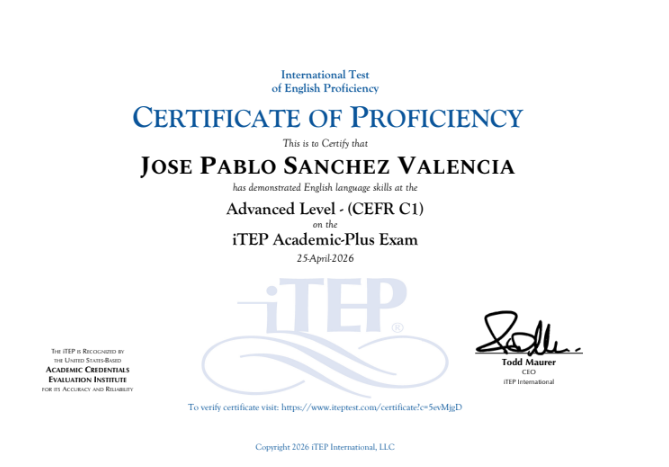 International Test
of English Proficiency
CERTIFICATE OF PROFICIENCY
This is to Certify that
JOSE PABLO SANCHEZ VALENCIA
has demonstrated English language skills at the
Advanced Level - (CEFR C1)
on the
iTEP Academic-Plus Exam
25-April-2026
iTEP®
THE iTEP IS RECOGNIZED BY
THE UNITED STATES-BASED
ACADEMIC CREDENTIALS
EVALUATION INSTITUTE
FOR ITS ACCURACY AND RELIABILITY
Todd Maurer
CEO
iTEP International
To verify certificate visit: https://www.iteptest.com/certificate?c=5evMjgD
Copyright 2026 iTEP International, LLC